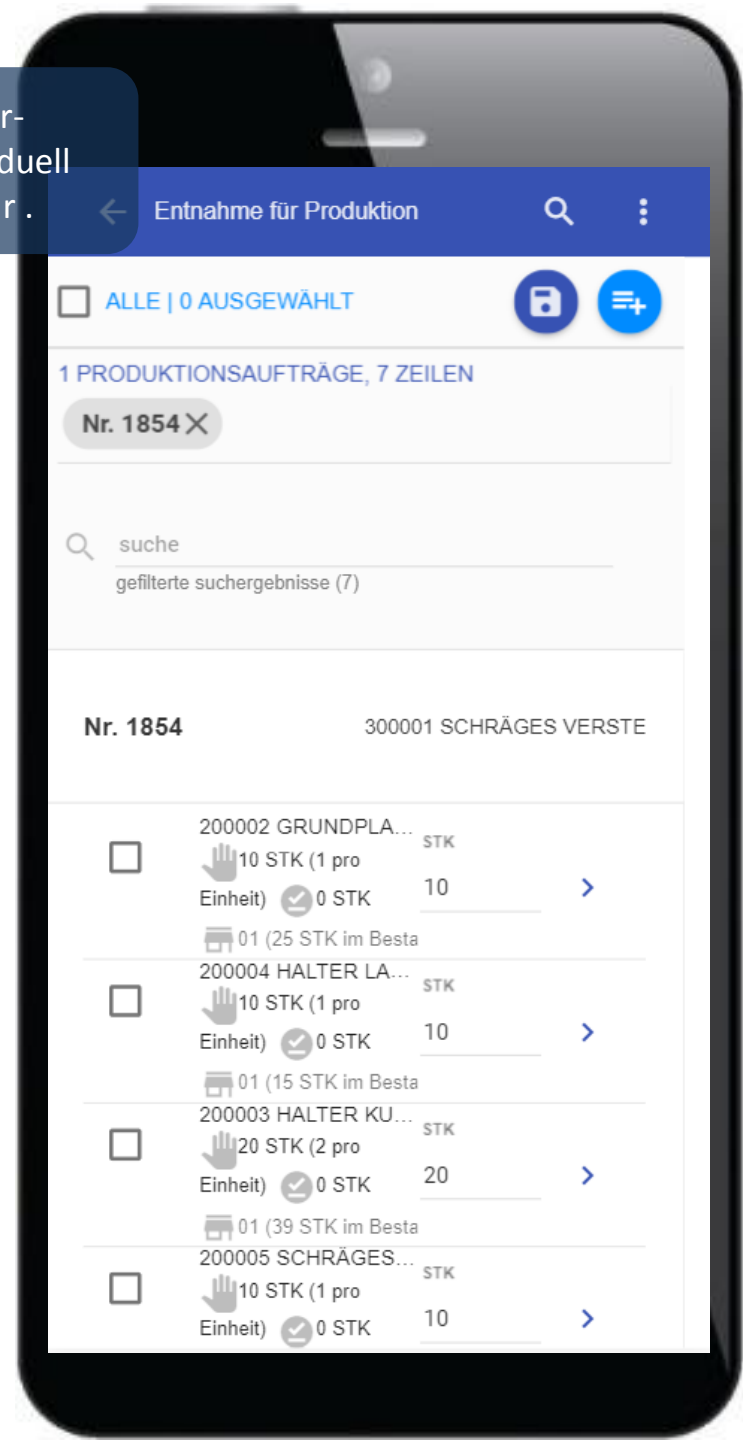 r-
duell
r .
Entnahme für Produktion
ALLE | 0 AUSGEWÄHLT
1 PRODUKTIONSAUFTRÄGE, 7 ZEILEN
Nr. 1854
suche
gefilterte suchergebnisse (7)
Nr. 1854 300001 SCHRÄGES VERSTE
200002 GRUNDPLA... STK
10 STK (1 pro
Einheit) 0 STK 10
01 (25 STK im Besta
200004 HALTER LA... STK
10 STK (1 pro
Einheit) 0 STK 10
01 (15 STK im Besta
200003 HALTER KU... STK
20 STK (2 pro
Einheit) 0 STK 20
01 (39 STK im Besta
200005 SCHRÄGES... STK
10 STK (1 pro
Einheit) 0 STK 10